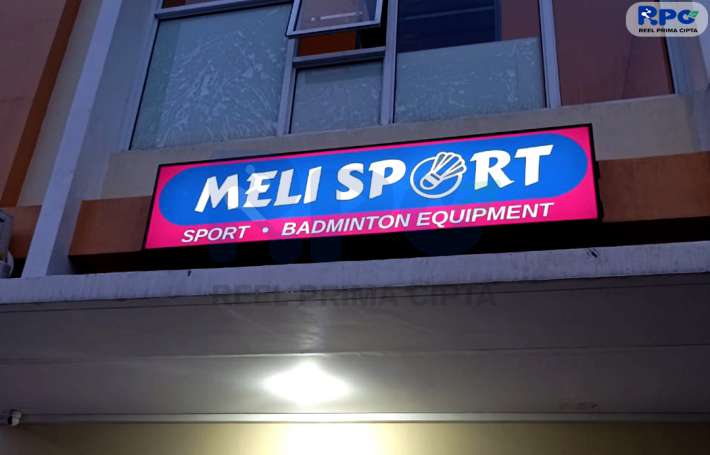 RPC
REEL PRIMA CIPTA
MELI SPORT
SPORT • BADMINTON EQUIPMENT
REEL PRIMA CIPTA